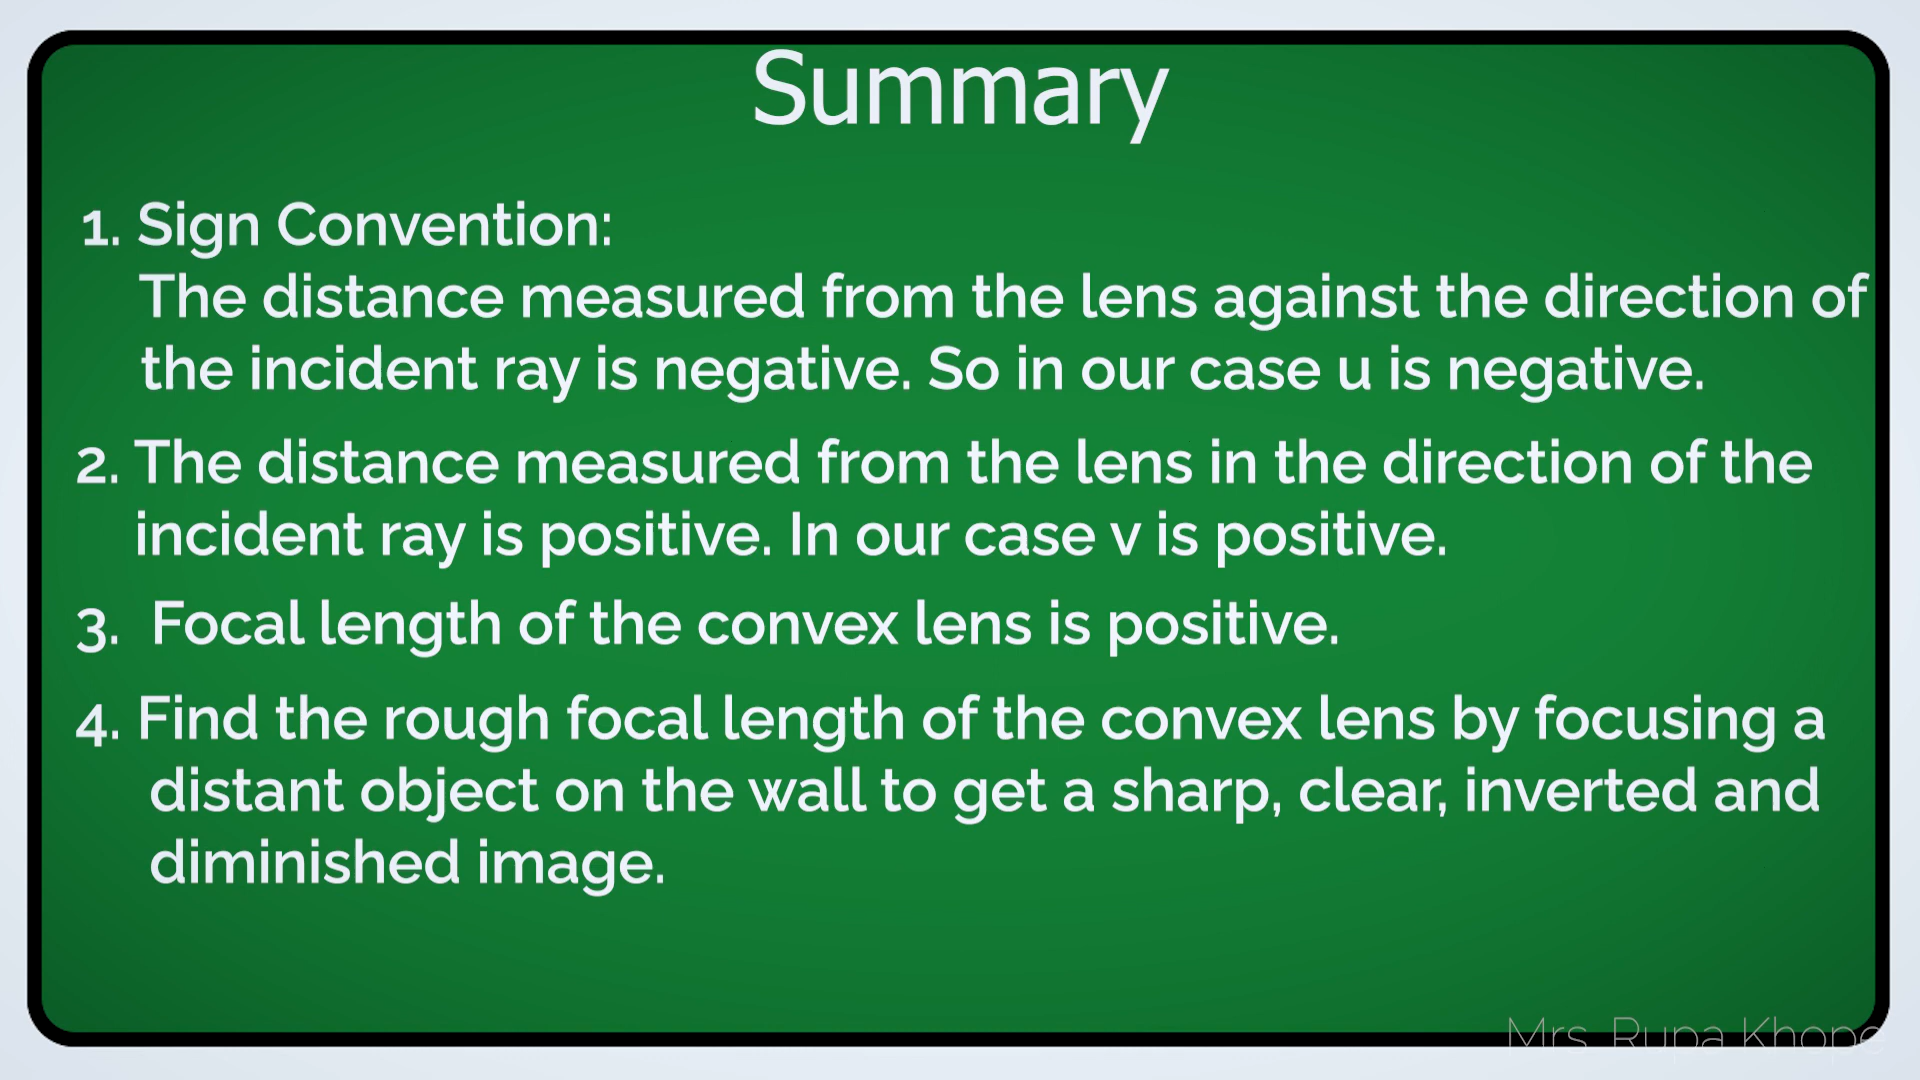 Summary
1. Sign Convention:
The distance measured from the lens against the direction of
the incident ray is negative. So in our case u is negative.
2. The distance measured from the lens in the direction of the
incident ray is positive. In our case v is positive.
3. Focal length of the convex lens is positive.
4. Find the rough focal length of the convex lens by focusing a
distant object on the wall to get a sharp, clear, inverted and
diminished image.
Mrs. Rupa Khope